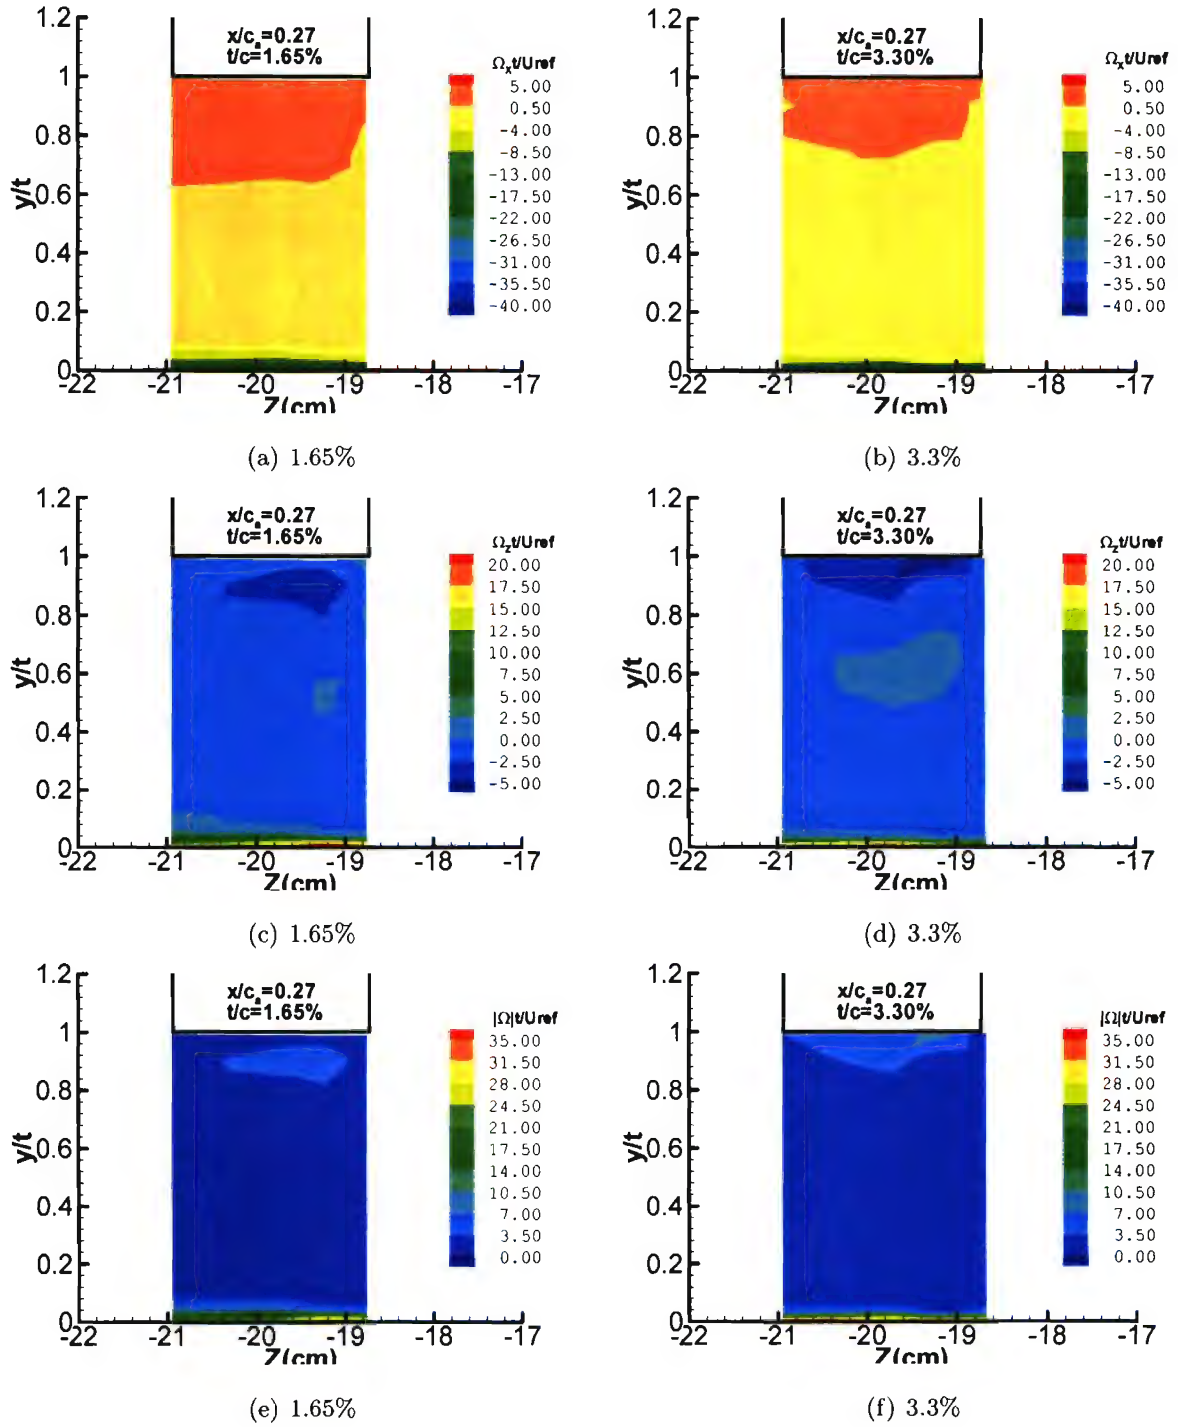 1.2
1
0.8
0.6
0.4
0.2
0
y/t
x/cₐ=0.27
t/c=1.65%
Ωₓt/Uref
5.00
0.50
-4.00
-8.50
-13.00
-17.50
-22.00
-26.50
-31.00
-35.50
-40.00
-22 -21 -20 -19 -18 -17
Z(cm)
(a) 1.65%
1.2
1
0.8
0.6
0.4
0.2
0
y/t
x/cₐ=0.27
t/c=3.30%
Ωₓt/Uref
5.00
0.50
-4.00
-8.50
-13.00
-17.50
-22.00
-26.50
-31.00
-35.50
-40.00
-22 -21 -20 -19 -18 -17
Z(cm)
(b) 3.3%
1.2
1
0.8
0.6
0.4
0.2
0
y/t
x/cₐ=0.27
t/c=1.65%
Ω_zt/Uref
20.00
17.50
15.00
12.50
10.00
7.50
5.00
2.50
0.00
-2.50
-5.00
-22 -21 -20 -19 -18 -17
Z(cm)
(c) 1.65%
1.2
1
0.8
0.6
0.4
0.2
0
y/t
x/cₐ=0.27
t/c=3.30%
Ω_zt/Uref
20.00
17.50
15.00
12.50
10.00
7.50
5.00
2.50
0.00
-2.50
-5.00
-22 -21 -20 -19 -18 -17
Z(cm)
(d) 3.3%
1.2
1
0.8
0.6
0.4
0.2
0
y/t
x/cₐ=0.27
t/c=1.65%
|Ω|t/Uref
35.00
31.50
28.00
24.50
21.00
17.50
14.00
10.50
7.00
3.50
0.00
-22 -21 -20 -19 -18 -17
Z(cm)
(e) 1.65%
1.2
1
0.8
0.6
0.4
0.2
0
y/t
x/cₐ=0.27
t/c=3.30%
|Ω|t/Uref
35.00
31.50
28.00
24.50
21.00
17.50
14.00
10.50
7.00
3.50
0.00
-22 -21 -20 -19 -18 -17
Z(cm)
(f) 3.3%